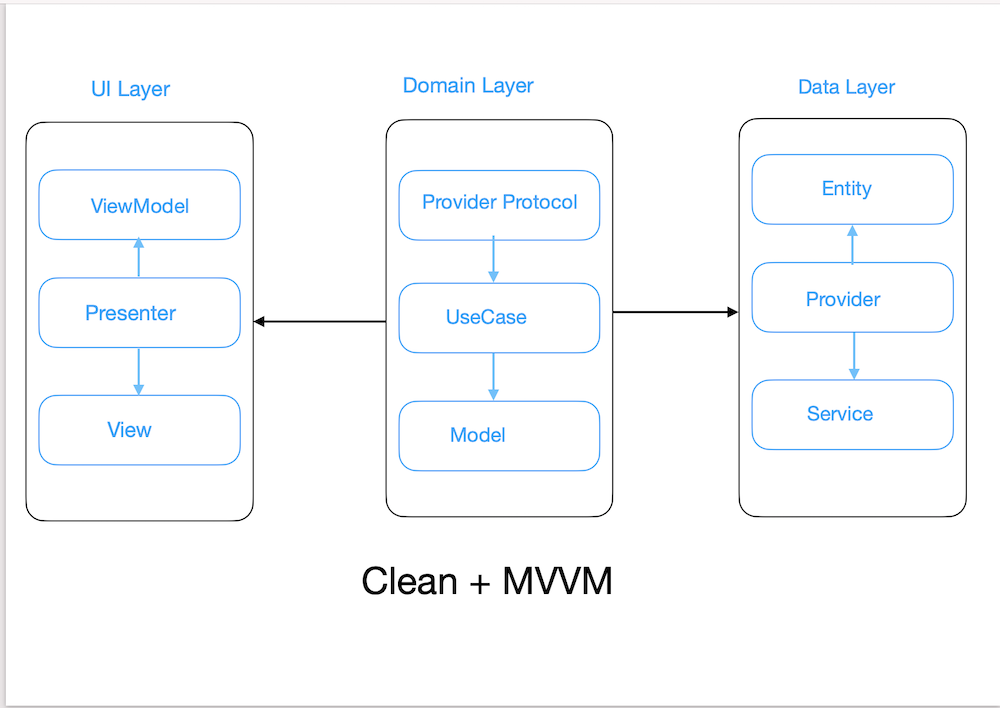 UI Layer
Domain Layer
Data Layer
ViewModel
Presenter
View
Provider Protocol
UseCase
Model
Entity
Provider
Service
Clean + MVVM